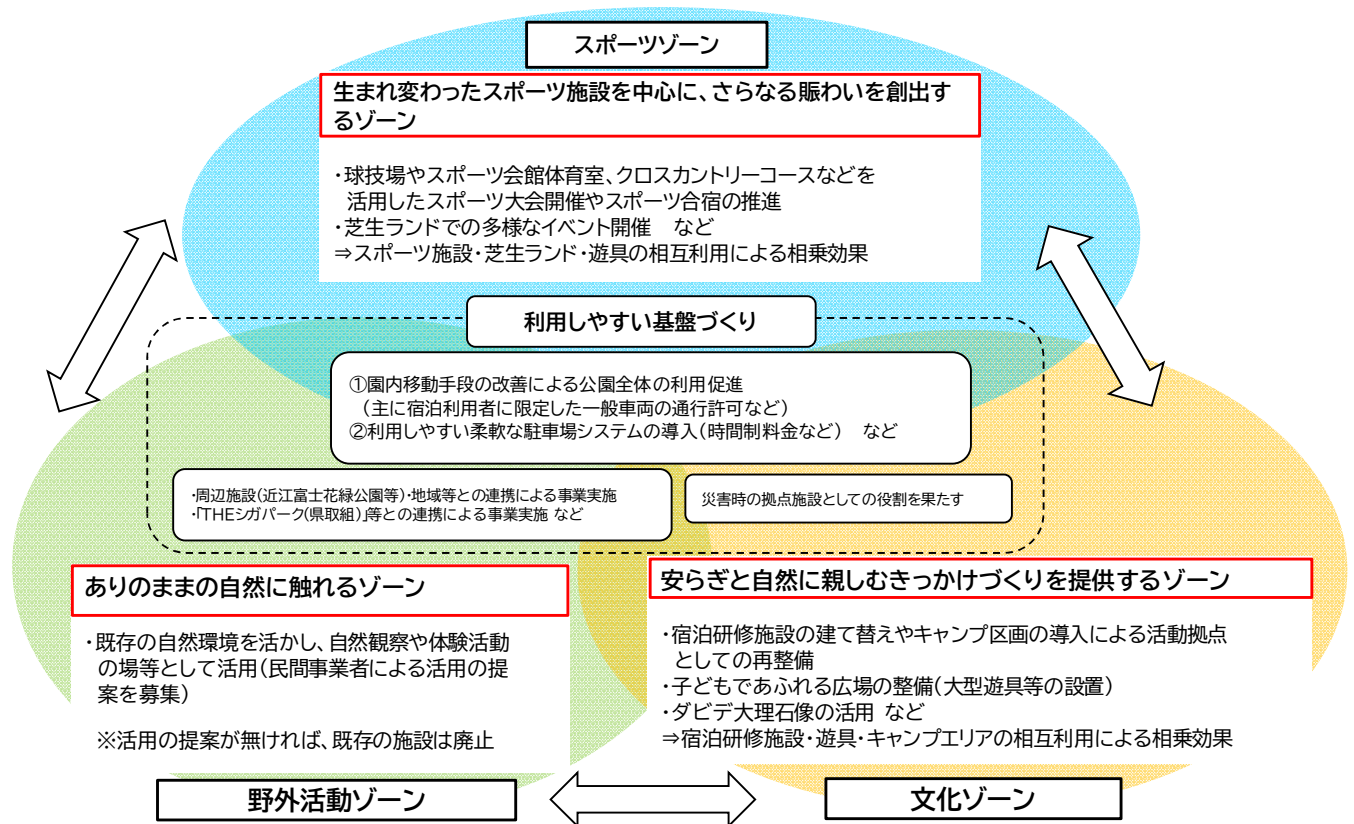 スポーツゾーン
生まれ変わったスポーツ施設を中心に、さらなる賑わいを創出す
るゾーン
・球技場やスポーツ会館体育室、クロスカントリーコースなどを
活用したスポーツ大会開催やスポーツ合宿の推進
・芝生ランドでの多様なイベント開催　など
⇒スポーツ施設・芝生ランド・遊具の相互利用による相乗効果
利用しやすい基盤づくり
①園内移動手段の改善による公園全体の利用促進
（主に宿泊利用者に限定した一般車両の通行許可など）
②利用しやすい柔軟な駐車場システムの導入（時間制料金など）　など
・周辺施設（近江富士花緑公園等）・地域等との連携による事業実施
・「THEシガパーク（県取組）」等との連携による事業実施 など
災害時の拠点施設としての役割を果たす
ありのままの自然に触れるゾーン
・既存の自然環境を活かし、自然観察や体験活動
の場等として活用（民間事業者による活用の提
案を募集）
※活用の提案が無ければ、既存の施設は廃止
野外活動ゾーン
安らぎと自然に親しむきっかけづくりを提供するゾーン
・宿泊研修施設の建て替えやキャンプ区画の導入による活動拠点
としての再整備
・子どもであふれる広場の整備（大型遊具等の設置）
・ダビデ大理石像の活用 など
⇒宿泊研修施設・遊具・キャンプエリアの相互利用による相乗効果
文化ゾーン